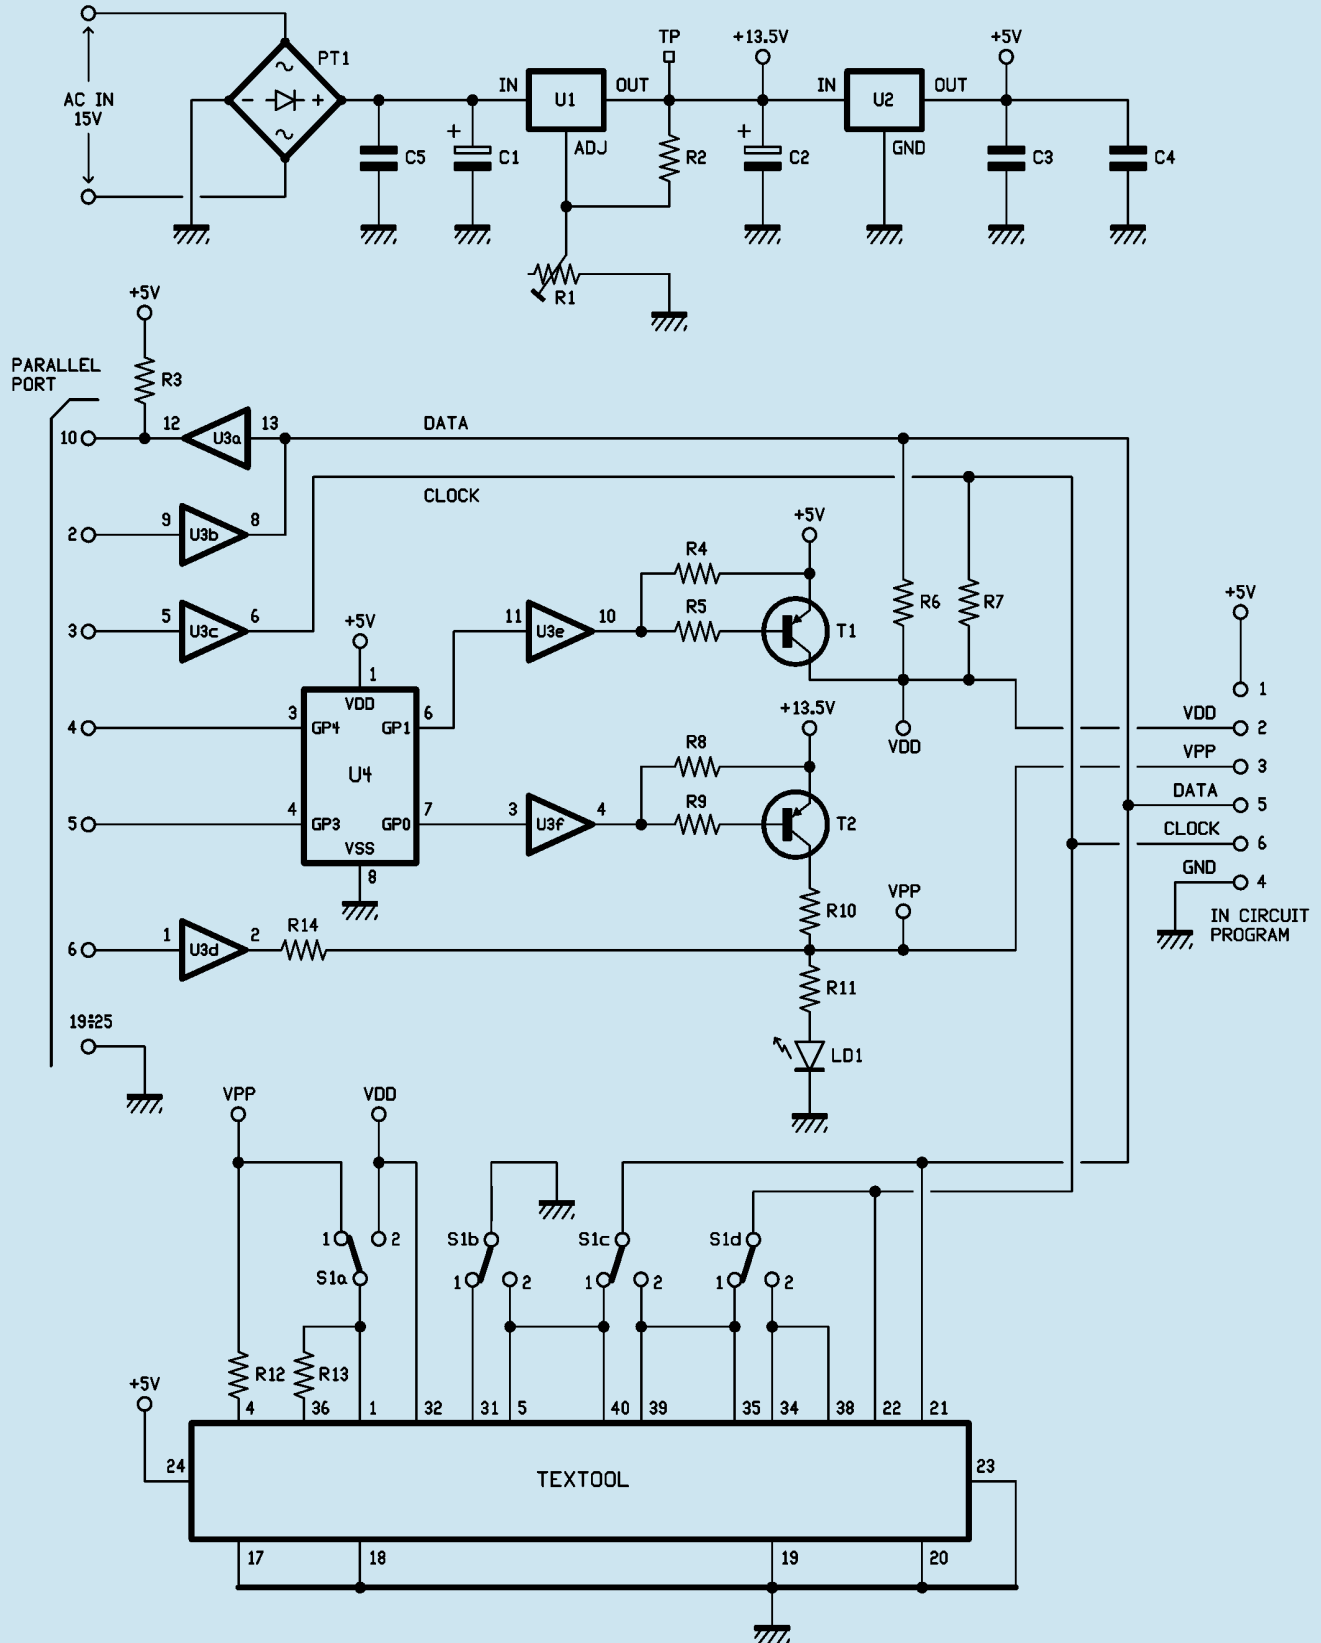 PT1
TP
+13.5V
+5V
AC IN
15V
IN
U1
OUT
ADJ
IN
U2
OUT
GND
C5
+
C1
R2
+
C2
C3
C4
R1
+5V
R3
PARALLEL
PORT
10
12
U3a
13
DATA
CLOCK
2
9
U3b
8
3
5
U3c
6
+5V
1
VDD
4
3
GP4
GP1
6
U4
5
4
GP3
GP0
7
VSS
8
11
U3e
10
R4
R5
+5V
T1
R6
R7
VDD
3
U3f
4
R8
R9
+13.5V
T2
R10
VPP
6
1
U3d
2
R14
R11
LD1
19÷25
+5V
1
VDD
2
VPP
3
DATA
5
CLOCK
6
GND
4
IN CIRCUIT
PROGRAM
VPP
VDD
1
2
S1a
S1b
1
2
S1c
1
2
S1d
1
2
R12
R13
+5V
4
36
1
32
31
5
40
39
35
34
38
22
21
24
TEXTOOL
23
17
18
19
20